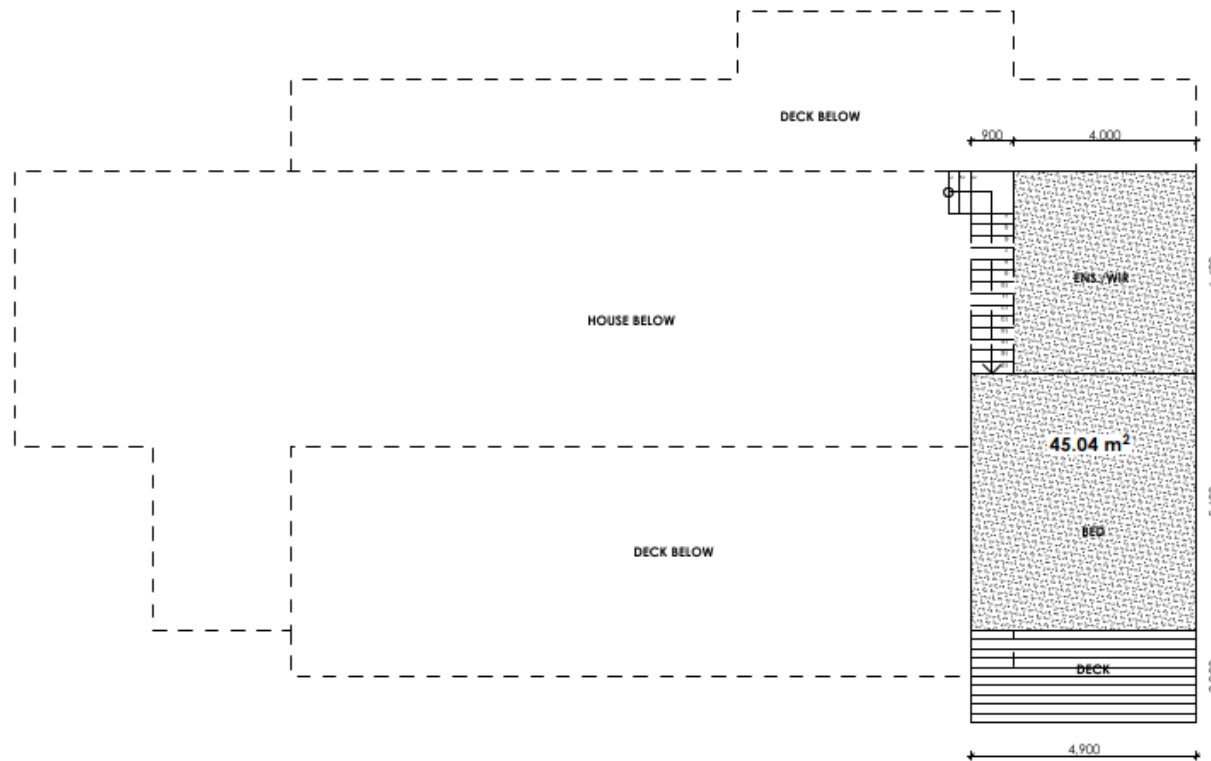 DECK BELOW
900
4,000
ENS./WIR
HOUSE BELOW
45.04 m²
BED
DECK BELOW
DECK
4,900